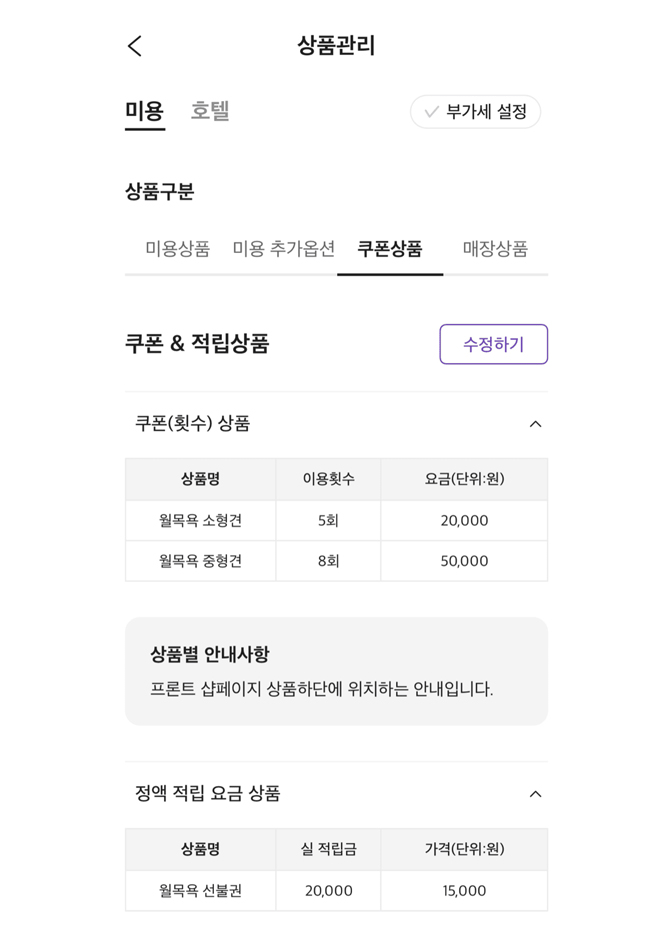 상품관리
미용 호텔 부가세 설정
상품구분
미용상품 미용 추가옵션 쿠폰상품 매장상품
쿠폰 & 적립상품 수정하기
쿠폰(횟수) 상품
상품명 이용횟수 요금(단위:원)
월목욕 소형견 5회 20,000
월목욕 중형견 8회 50,000
상품별 안내사항
프론트 샵페이지 상품하단에 위치하는 안내입니다.
정액 적립 요금 상품
상품명 실 적립금 가격(단위:원)
월목욕 선불권 20,000 15,000